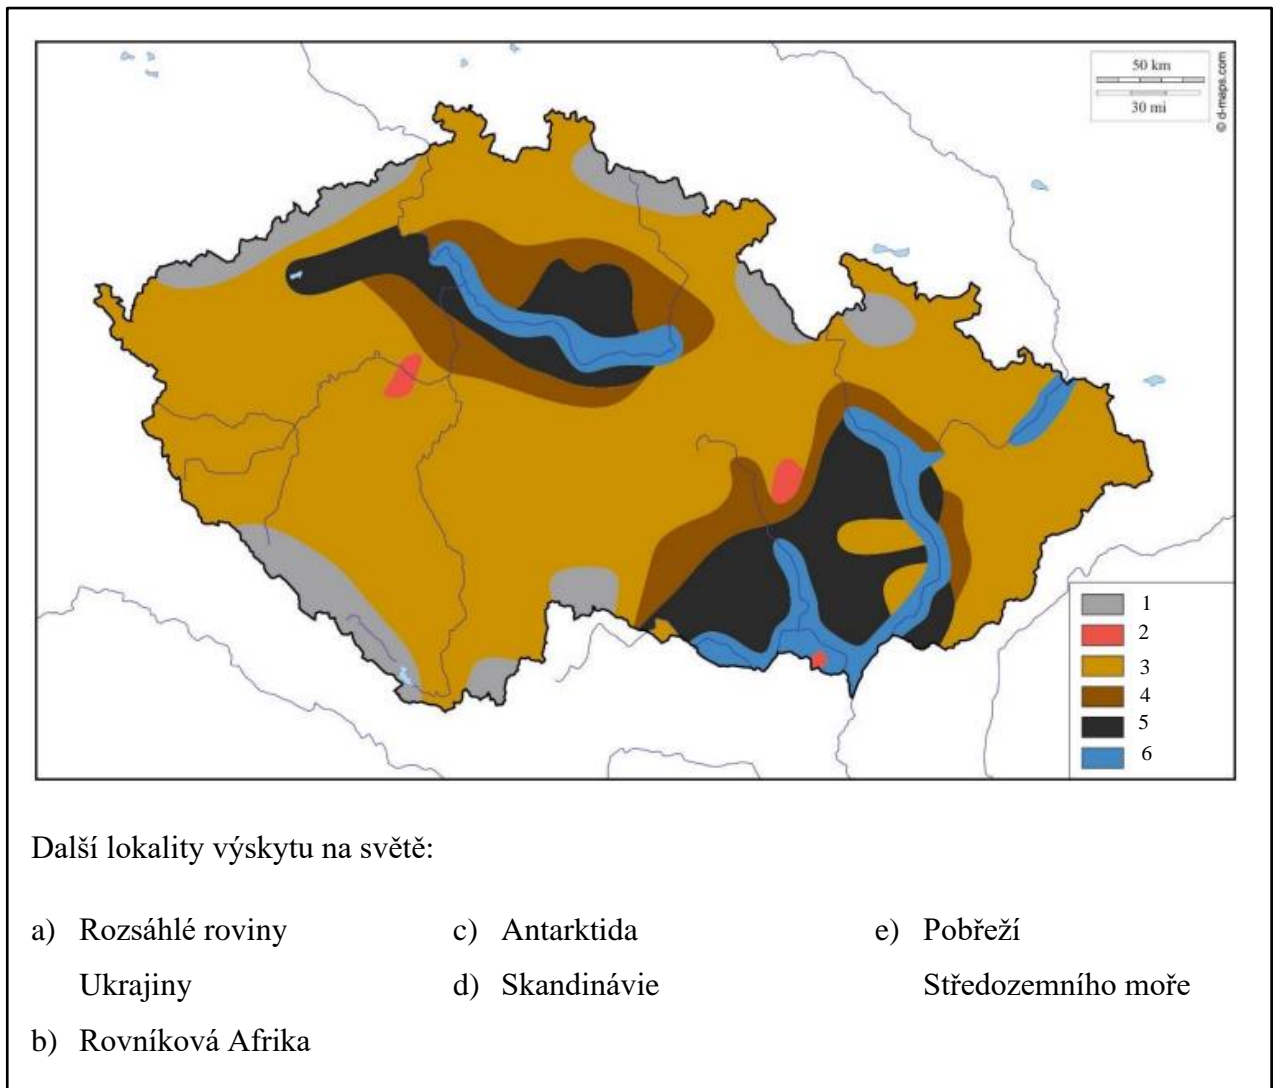 50 km
30 mi
© d-maps.com
1
2
3
4
5
6
Další lokality výskytu na světě:
a) Rozsáhlé roviny
Ukrajiny
b) Rovníková Afrika
c) Antarktida
d) Skandinávie
e) Pobřeží
Středozemního moře